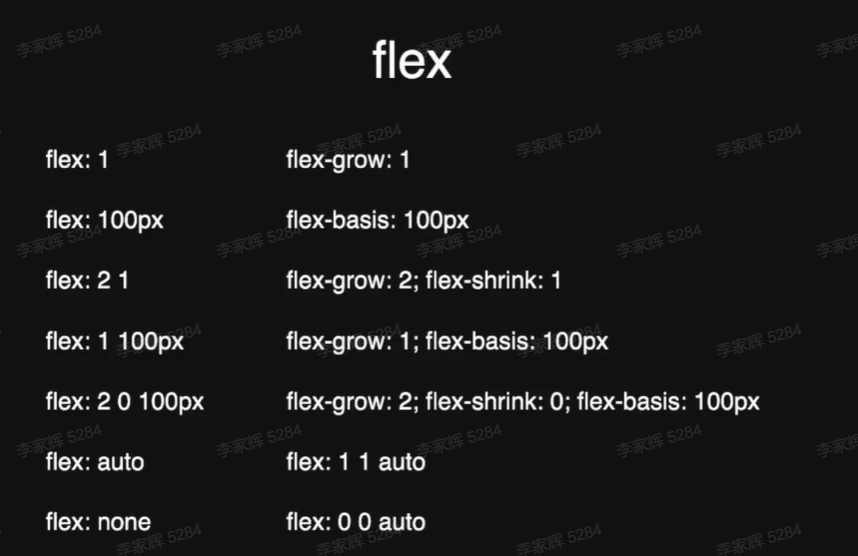 flex
flex: 1 flex-grow: 1
flex: 100px flex-basis: 100px
flex: 2 1 flex-grow: 2; flex-shrink: 1
flex: 1 100px flex-grow: 1; flex-basis: 100px
flex: 2 0 100px flex-grow: 2; flex-shrink: 0; flex-basis: 100px
flex: auto flex: 1 1 auto
flex: none flex: 0 0 auto
李家辉 5284